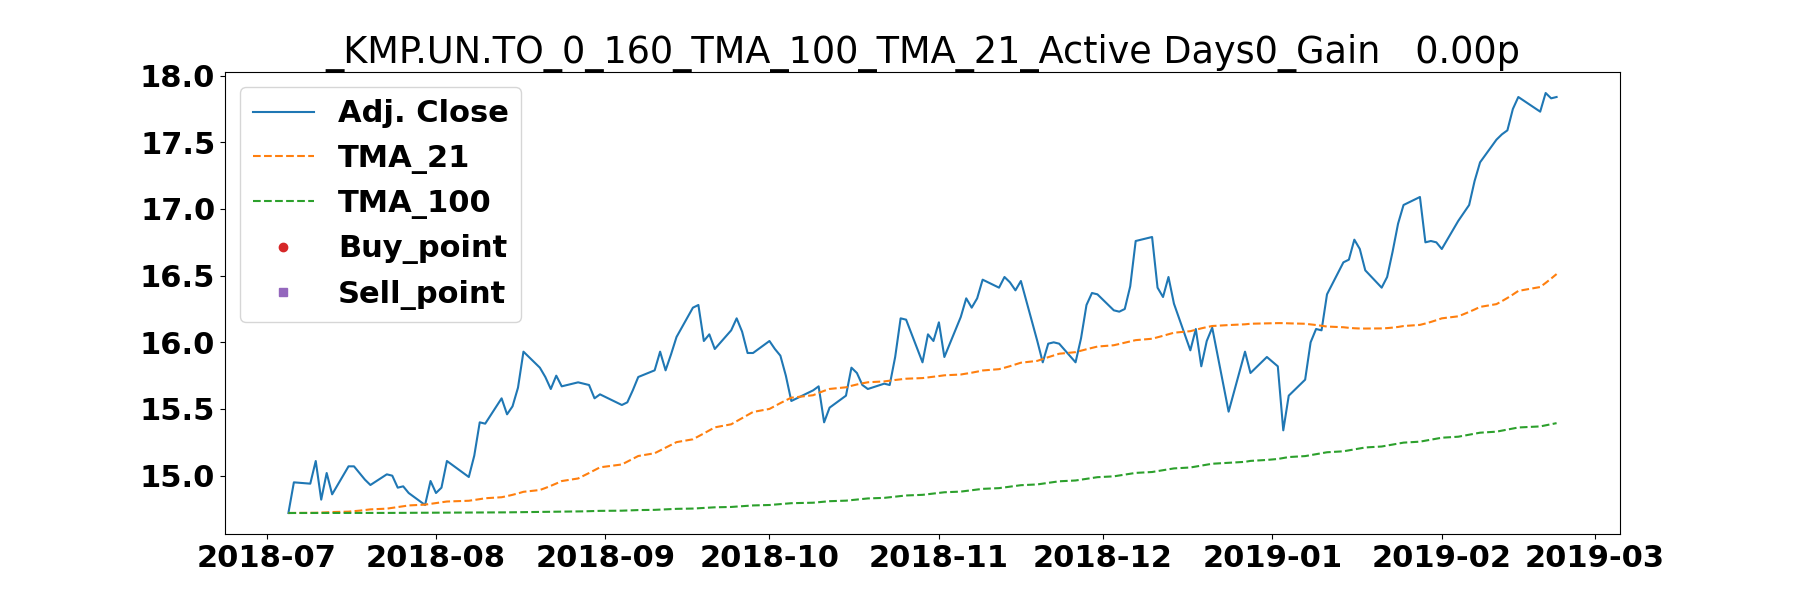 _KMP.UN.TO_0_160_TMA_100_TMA_21_Active Days0_Gain   0.00p
18.0
17.5
17.0
16.5
16.0
15.5
15.0
Adj. Close
TMA_21
TMA_100
Buy_point
Sell_point
2018-07 2018-08 2018-09 2018-10 2018-11 2018-12 2019-01 2019-02 2019-03